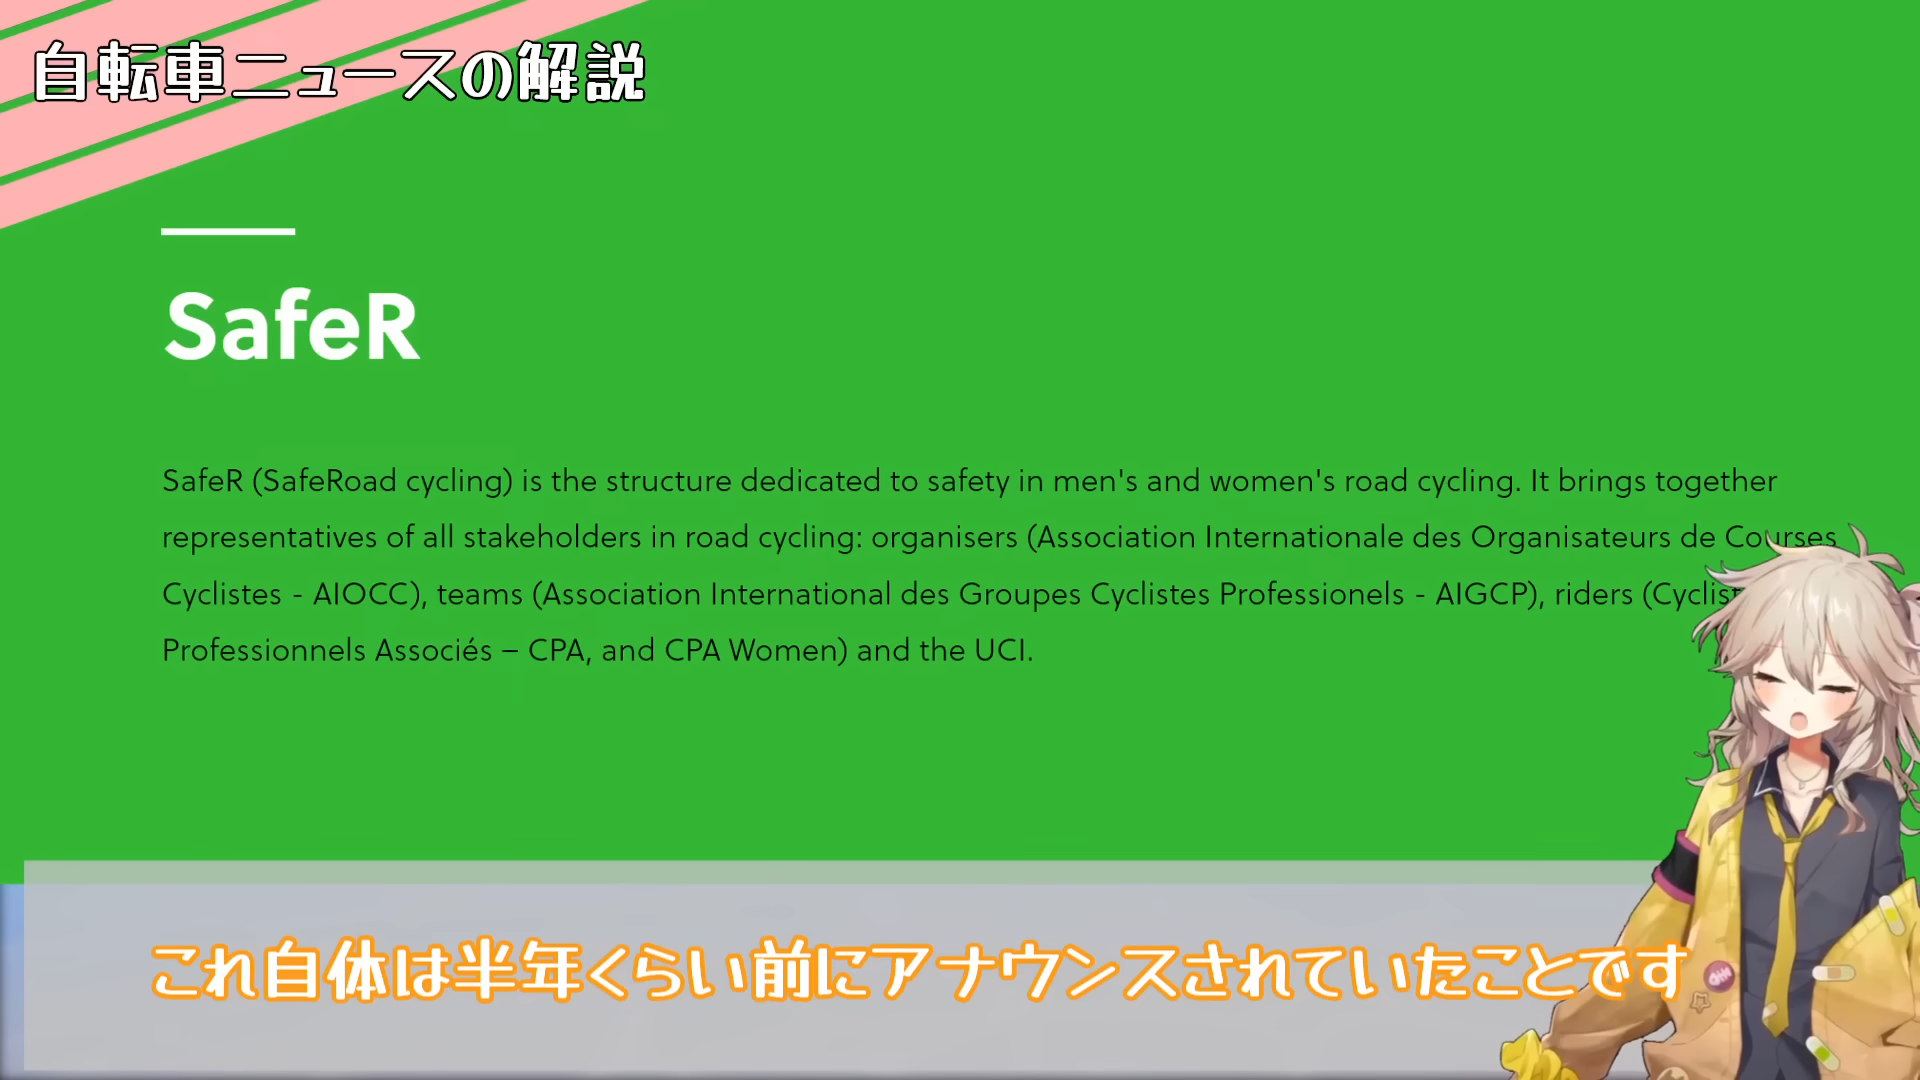 自転車ニュースの解説
SafeR
SafeR (SafeRoad cycling) is the structure dedicated to safety in men's and women's road cycling. It brings together
representatives of all stakeholders in road cycling: organisers (Association Internationale des Organisateurs de Courses
Cyclistes - AIOCC), teams (Association International des Groupes Cyclistes Professionels - AIGCP), riders
Professionnels Associés – CPA, and CPA Women) and the UCI.
これ自体は半年くらい前にアナウンスされていたことです